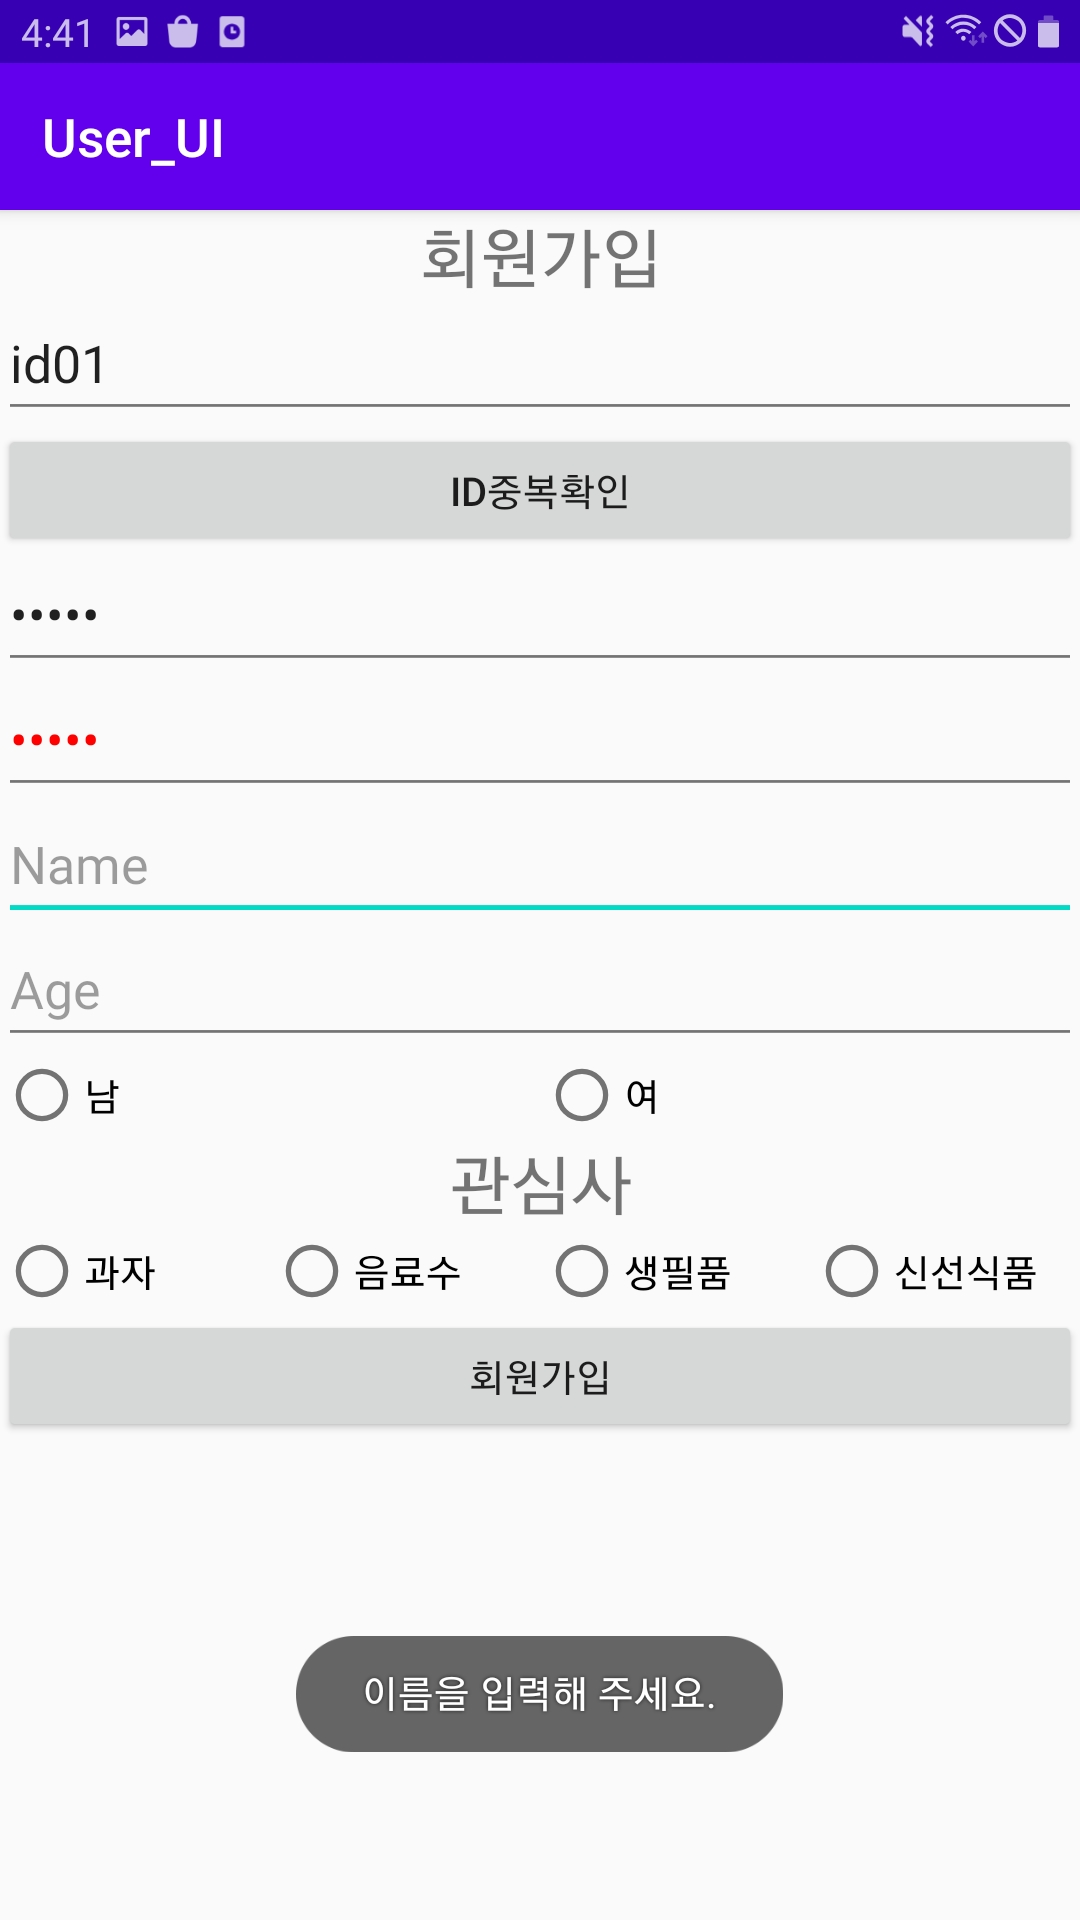 4:41
User_UI
회원가입
id01
ID중복확인
•••••
•••••
Name
Age
남 여
관심사
과자 음료수 생필품 신선식품
회원가입
이름을 입력해 주세요.